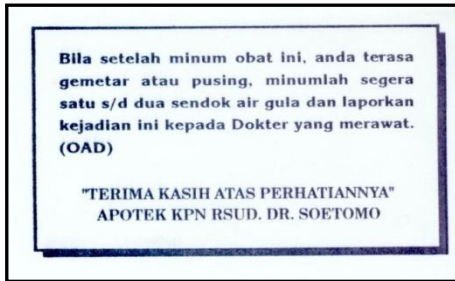 Bila setelah minum obat ini, anda terasa
gemetar atau pusing, minumlah segera
satu s/d dua sendok air gula dan laporkan
kejadian ini kepada Dokter yang merawat.
(OAD)
"TERIMA KASIH ATAS PERHATIANNYA"
APOTEK KPN RSUD. DR. SOETOMO